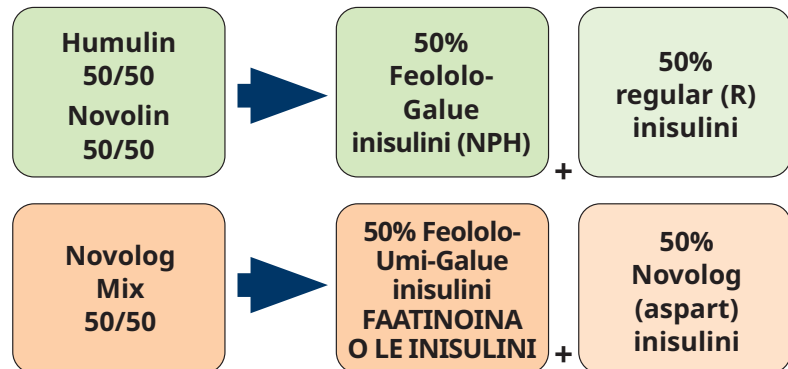 Humulin
50/50
Novolin
50/50
50%
Feololo-
Galue
inisulini (NPH)
+
50%
regular (R)
inisulini
Novolog
Mix
50/50
50% Feololo-
Umi-Galue
inisulini
FAATINOINA
O LE INISULINI
+
50%
Novolog
(aspart)
inisulini